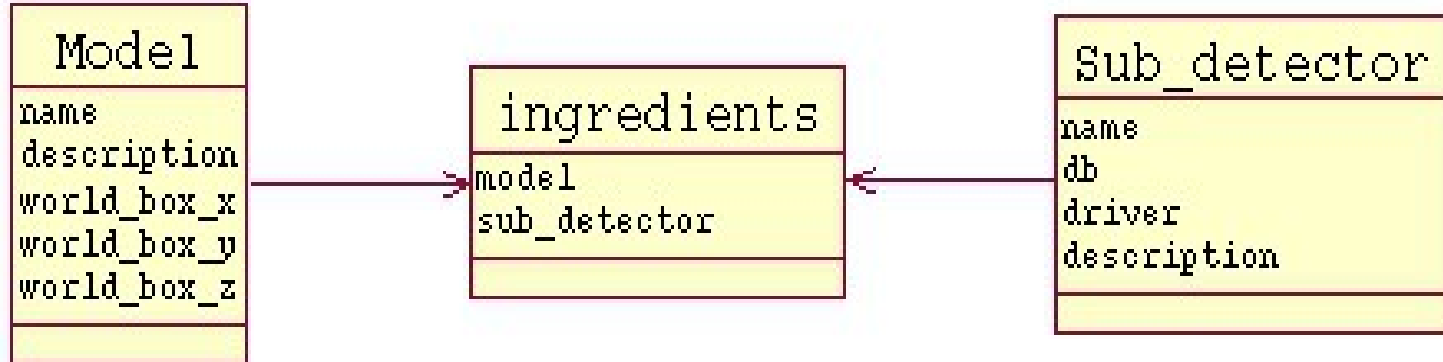 Model
name
description
world_box_x
world_box_y
world_box_z
ingredients
model
sub_detector
Sub_detector
name
db
driver
description